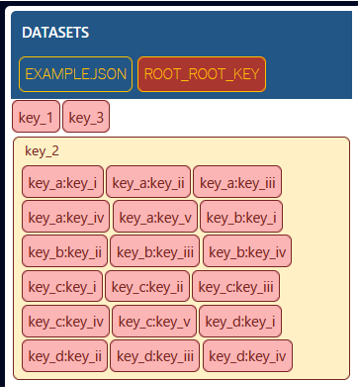 DATASETS
EXAMPLE.JSON ROOT_ROOT_KEY
key_1 key_3
key_2
key_a:key_i key_a:key_ii key_a:key_iii
key_a:key_iv key_a:key_v key_b:key_i
key_b:key_ii key_b:key_iii key_b:key_iv
key_c:key_i key_c:key_ii key_c:key_iii
key_c:key_iv key_c:key_v key_d:key_i
key_d:key_ii key_d:key_iii key_d:key_iv